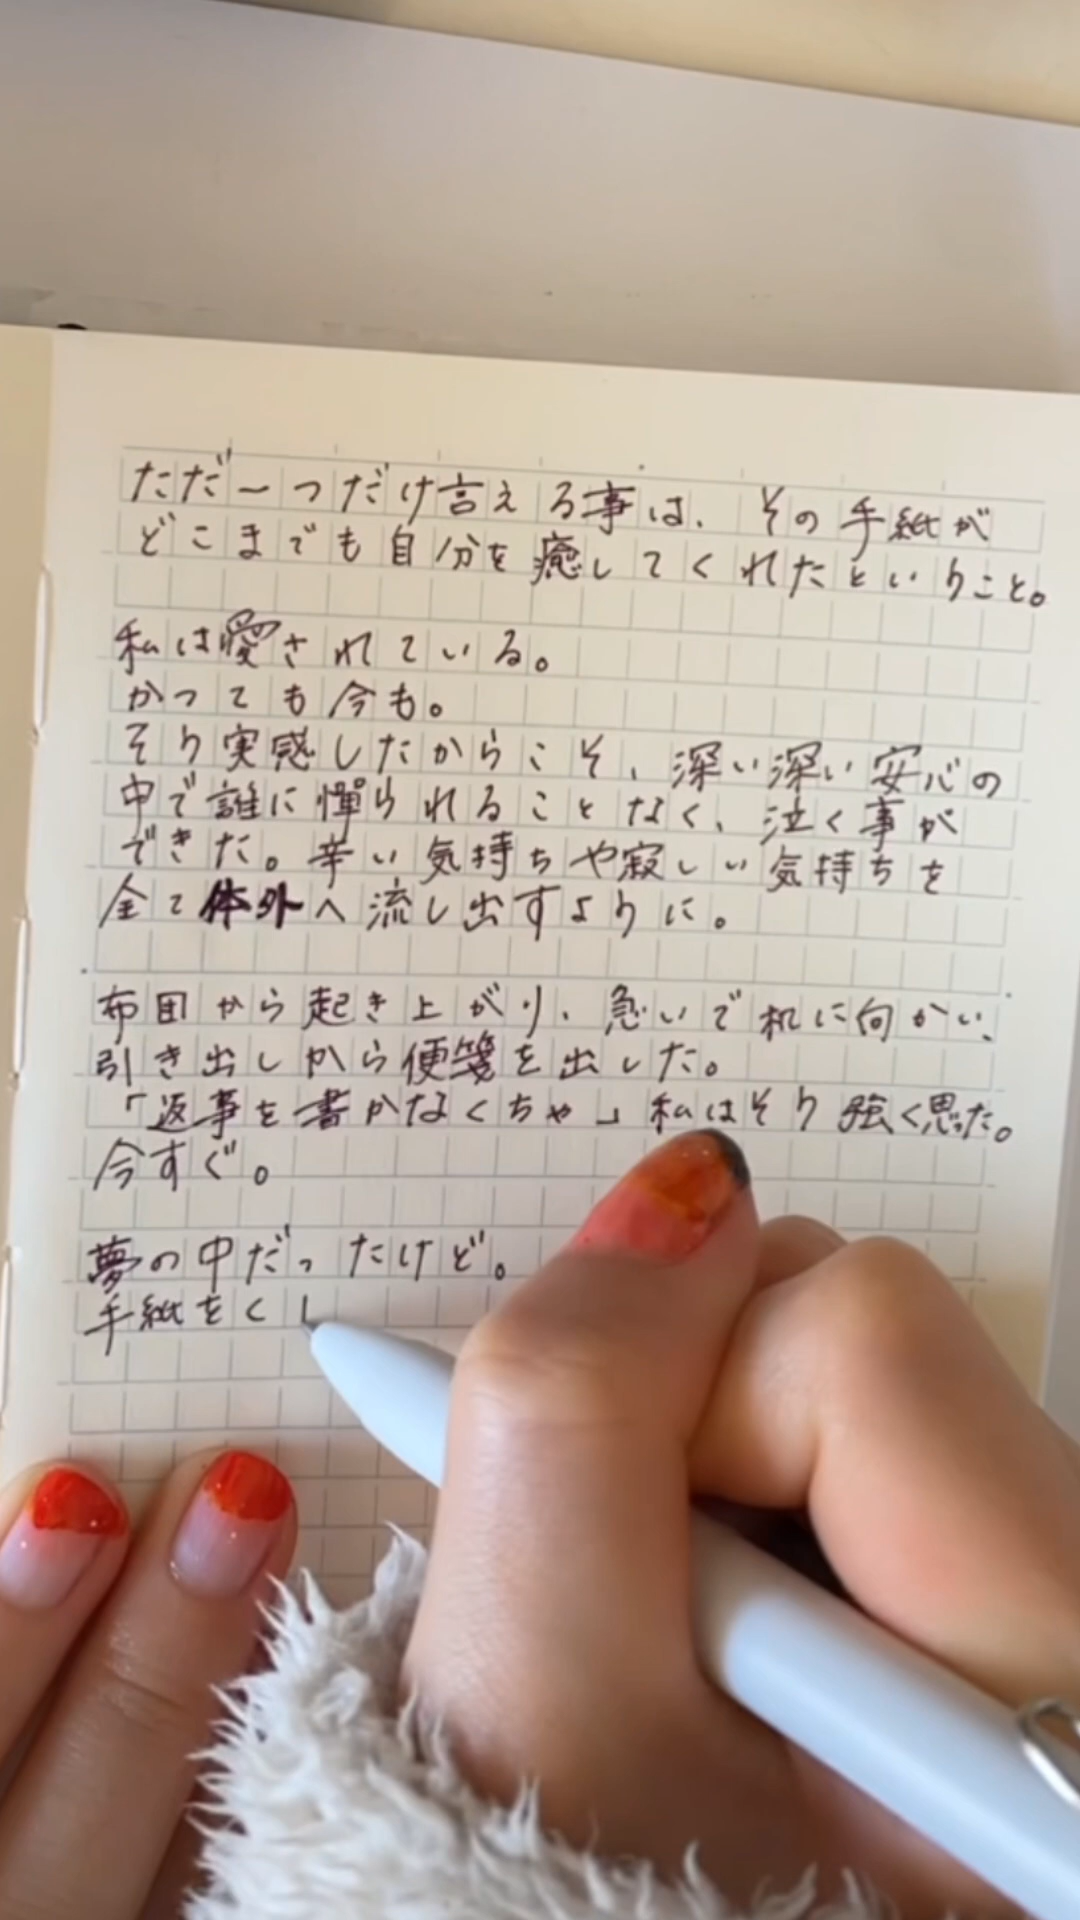 ただ一つだけ言える事は、その手紙が
どこまでも自分を癒してくれたということ。
私は愛されている。
かつても今も。
そう実感したからこそ、深い深い安心の
中で誰に憚られることなく、泣く事が
できた。辛い気持ちや寂しい気持ちを
全て体外へ流し出すように。
布団から起き上がり、急いで机に向かい、
引き出しから便箋を出した。
「返事を書かなくちゃ」私はそう強く思った。
今すぐ。
夢の中だったけど。
手紙をく